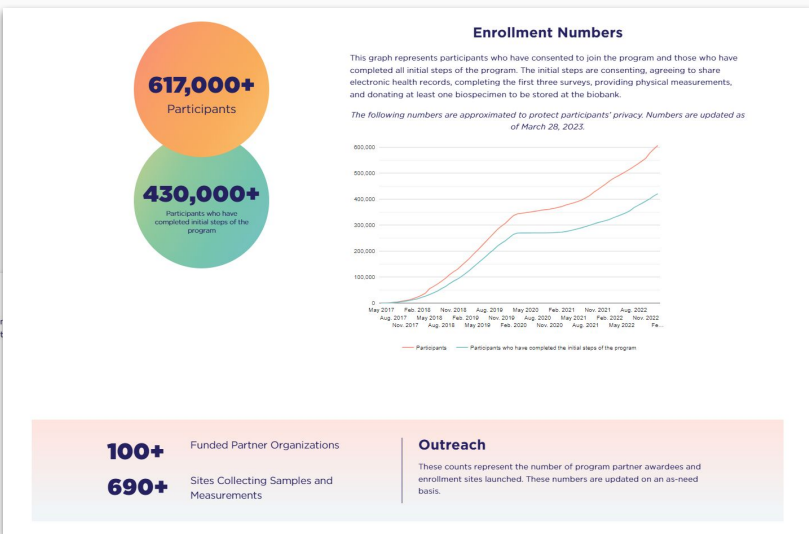 617,000+
Participants
430,000+
Participants who have
completed initial steps of the
program
Enrollment Numbers
This graph represents participants who have consented to join the program and those who have
completed all initial steps of the program. The initial steps are consenting, agreeing to share
electronic health records, completing the first three surveys, providing physical measurements,
and donating at least one biospecimen to be stored at the biobank.
The following numbers are approximated to protect participants' privacy. Numbers are updated as
of March 28, 2023.
600,000
500,000
400,000
300,000
200,000
100,000
0
May 2017 Feb. 2018 Nov. 2018 Aug. 2019 May 2020 Feb. 2021 Nov. 2021 Aug. 2022
Aug. 2017 May 2018 Feb. 2019 Nov. 2019 Aug. 2020 May 2021 Feb. 2022 Nov. 2022
Nov. 2017 Aug. 2018 May 2019 Feb. 2020 Nov. 2020 Aug. 2021 May 2022 Fe...
Participants Participants who have completed the initial steps of the program
100+ Funded Partner Organizations
690+ Sites Collecting Samples and
Measurements
Outreach
These counts represent the number of program partner awardees and
enrollment sites launched. These numbers are updated on an as-need
basis.